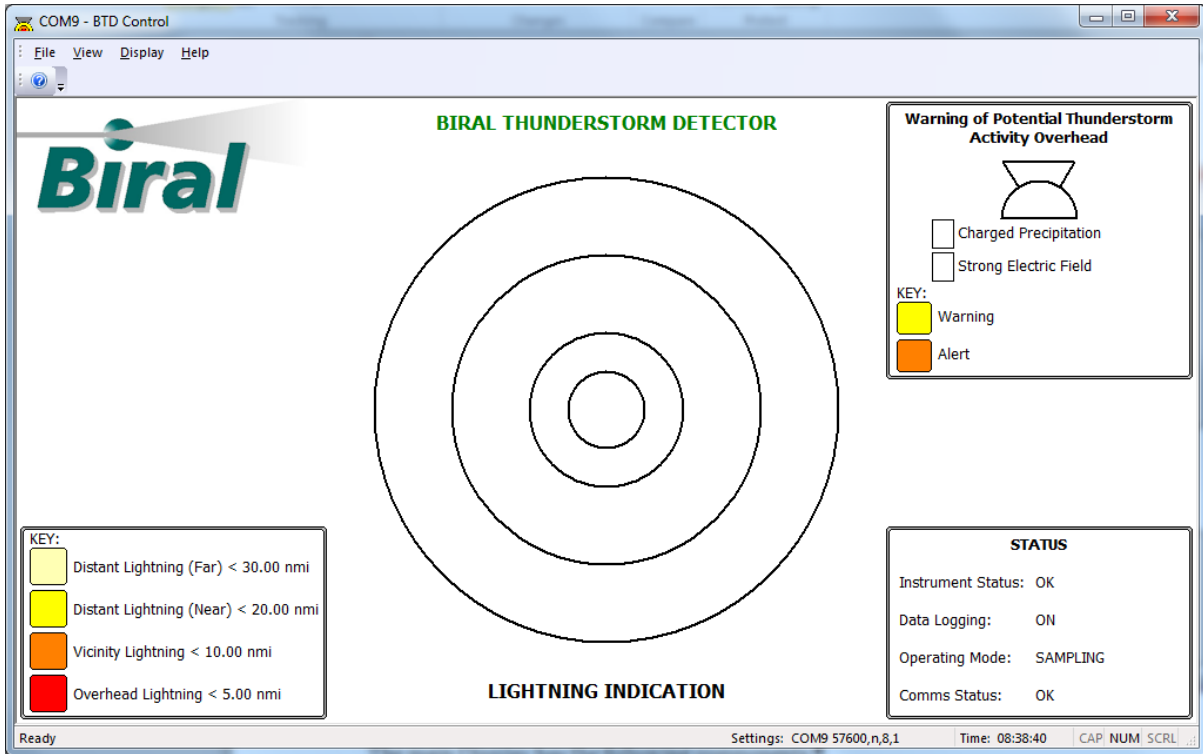 COM9 - BTD Control
File View Display Help
Biral
BIRAL THUNDERSTORM DETECTOR
Warning of Potential Thunderstorm
Activity Overhead
Charged Precipitation
Strong Electric Field
KEY:
Warning
Alert
KEY:
Distant Lightning (Far) < 30.00 nmi
Distant Lightning (Near) < 20.00 nmi
Vicinity Lightning < 10.00 nmi
Overhead Lightning < 5.00 nmi
LIGHTNING INDICATION
STATUS
Instrument Status: OK
Data Logging: ON
Operating Mode: SAMPLING
Comms Status: OK
Ready Settings: COM9 57600,n,8,1 Time: 08:38:40 CAP NUM SCRL